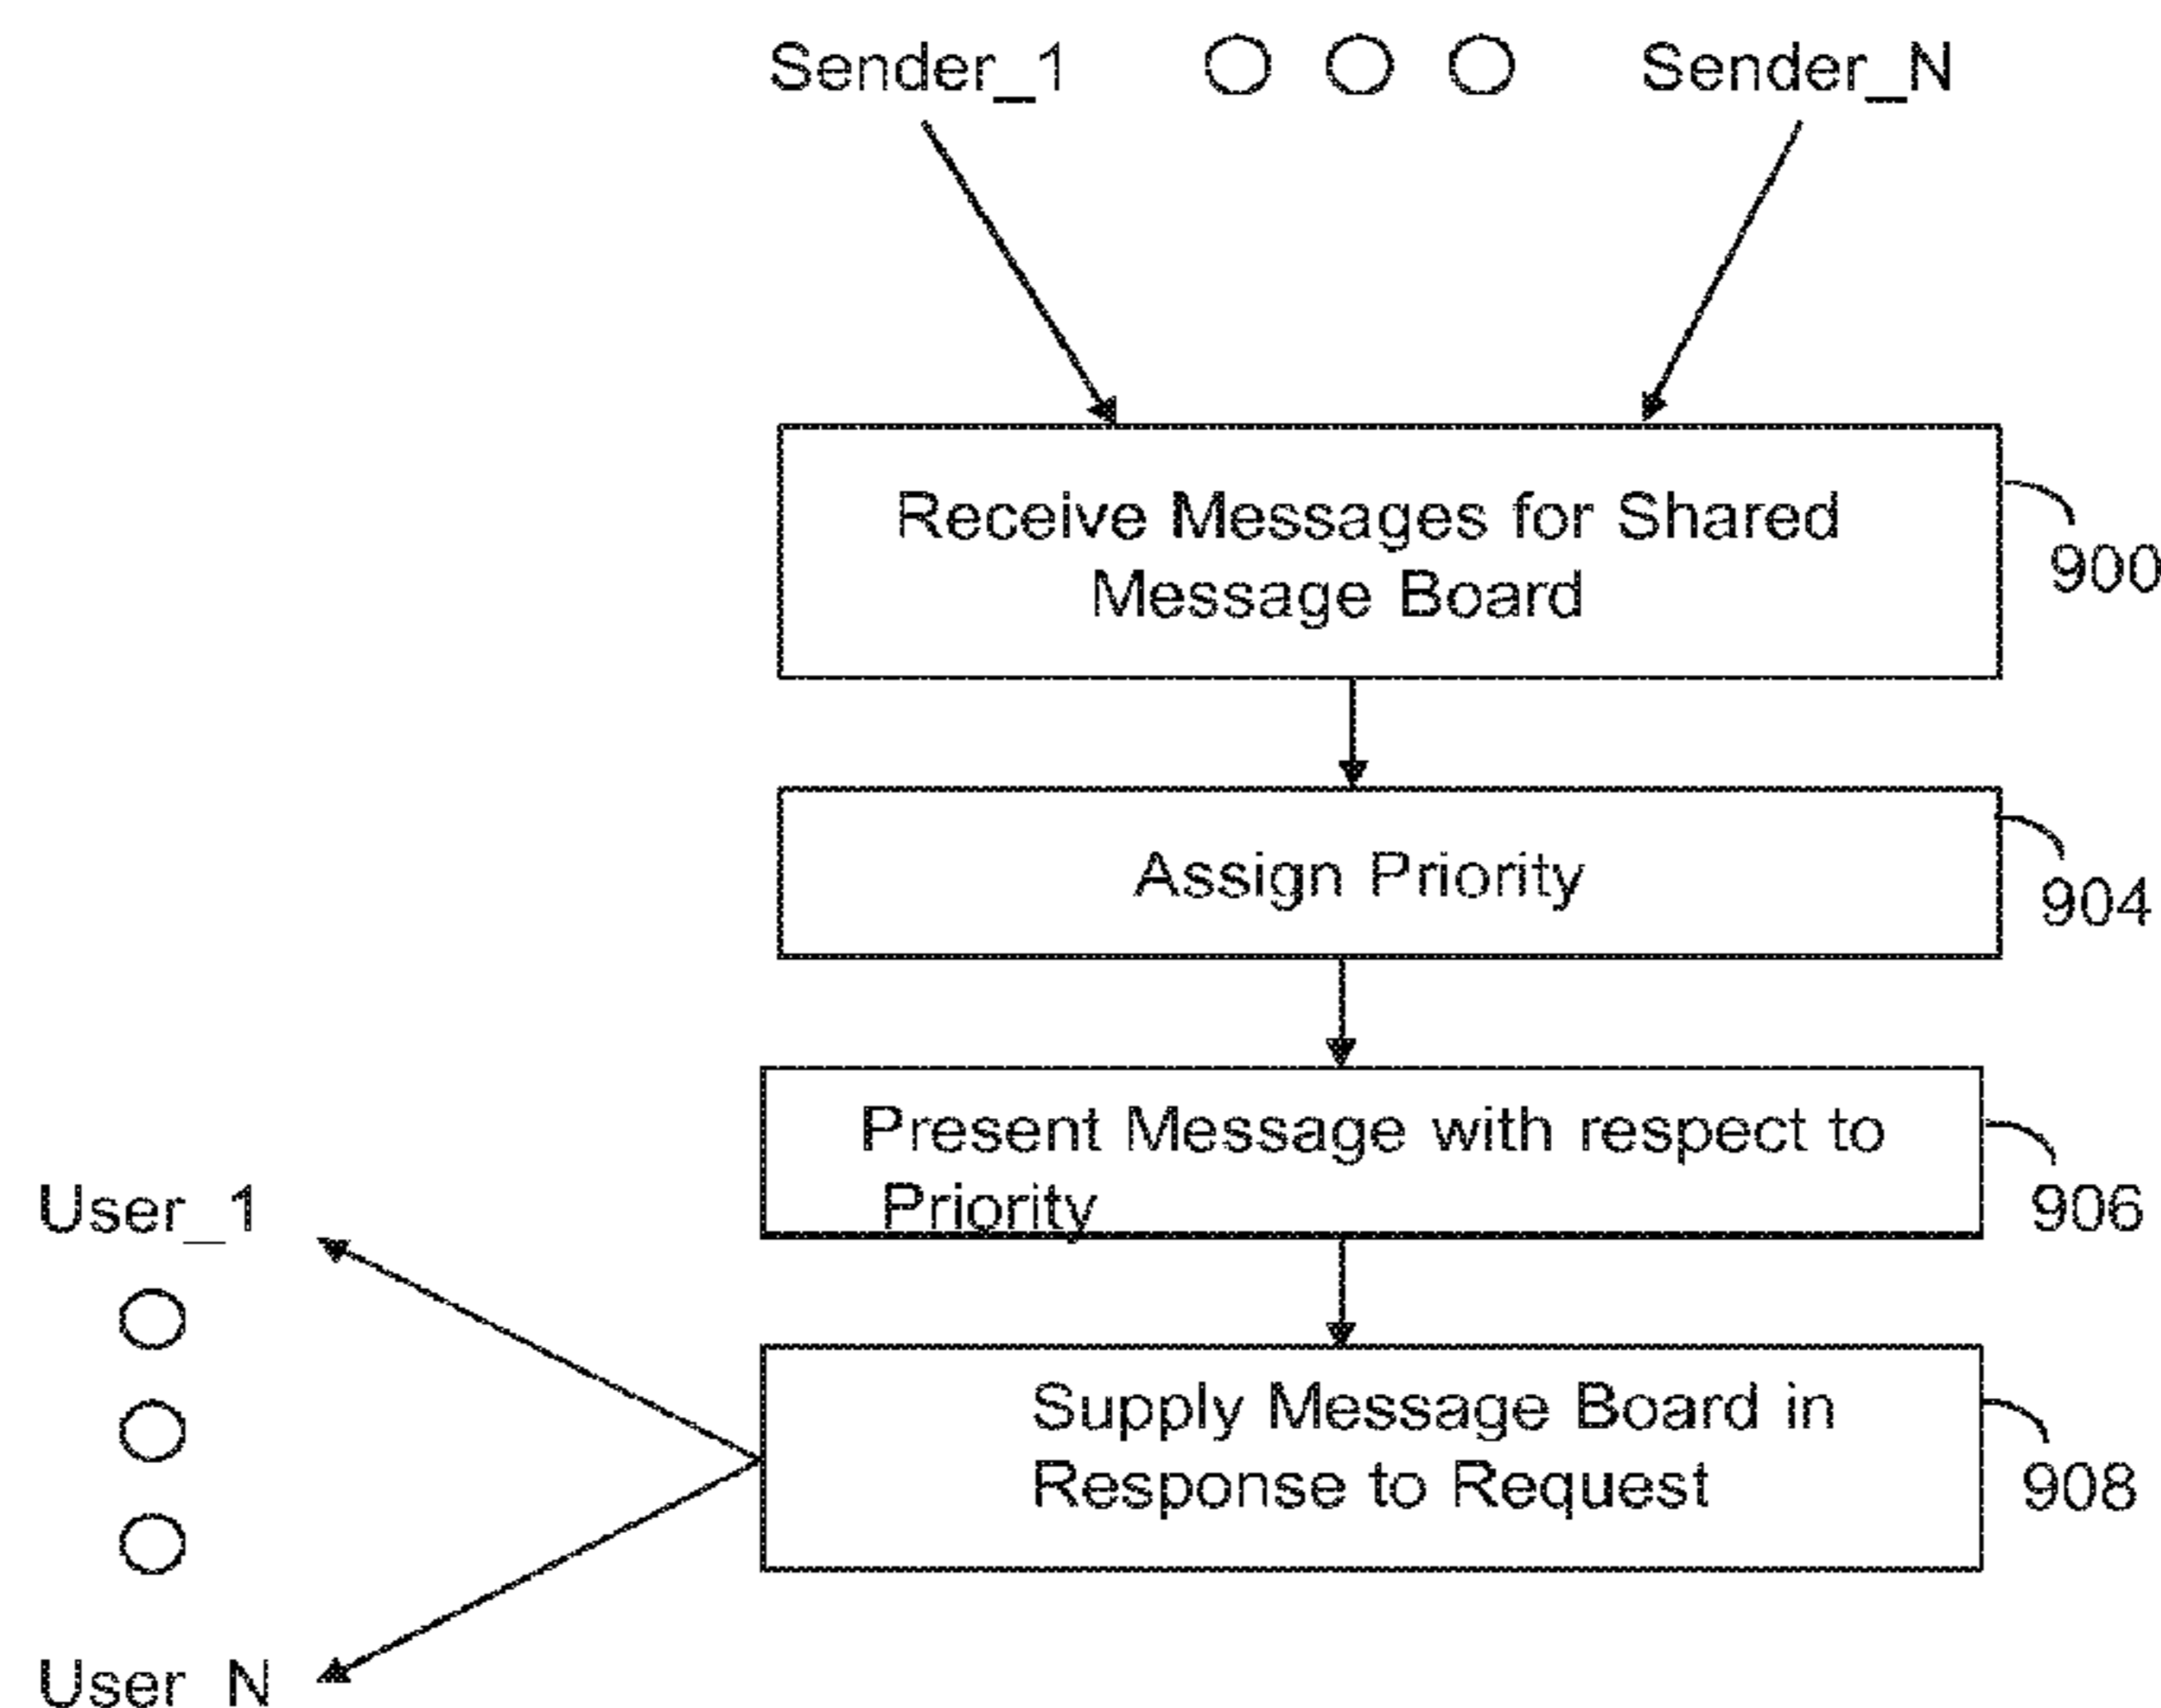 Sender_1
Sender_N
Receive Messages for Shared
Message Board
900
Assign Priority
904
Present Message with respect to
Priority
906
User_1
Supply Message Board in
Response to Request
908
User_N